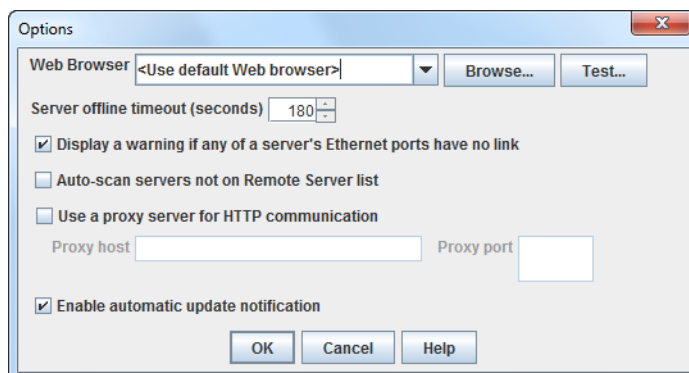 Options
Web Browser <Use default Web browser> Browse... Test...
Server offline timeout (seconds) 180
Display a warning if any of a server's Ethernet ports have no link
Auto-scan servers not on Remote Server list
Use a proxy server for HTTP communication
Proxy host Proxy port
Enable automatic update notification
OK Cancel Help